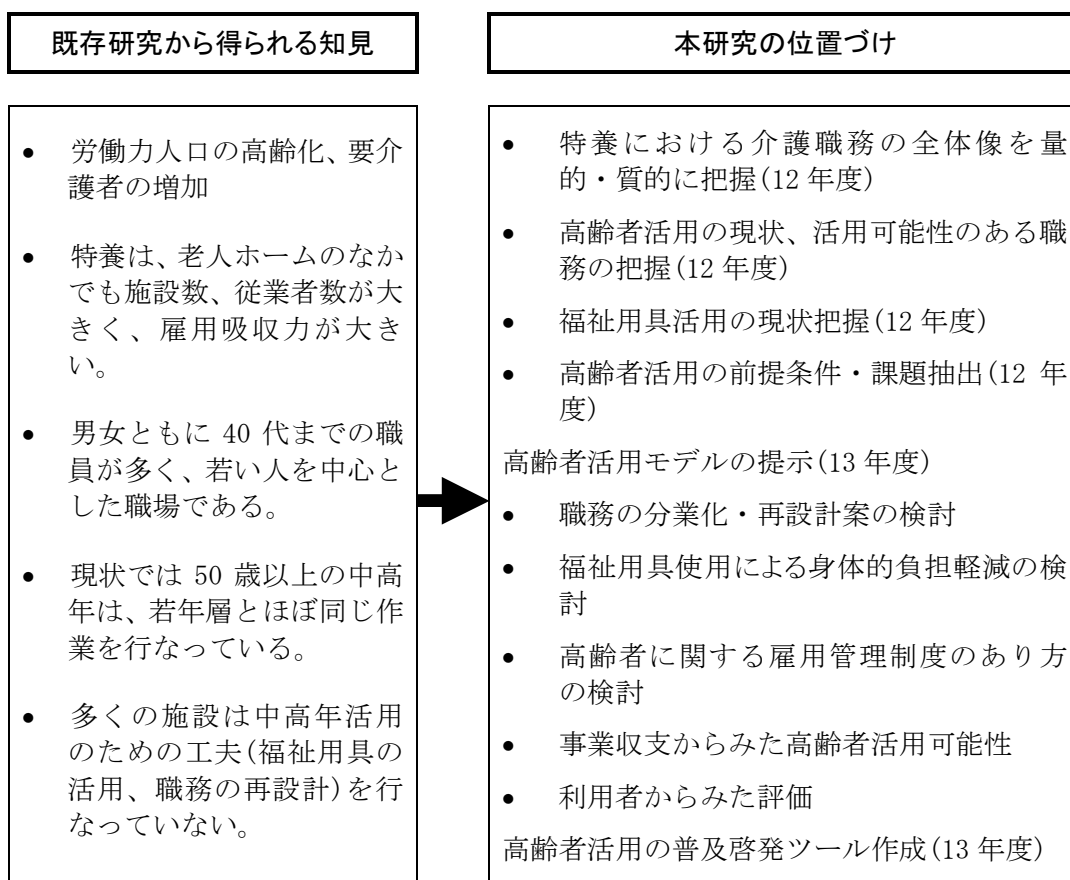 既存研究から得られる知見
• 労働力人口の高齢化、要介
護者の増加
• 特養は、老人ホームのなか
でも施設数、従業者数が大
きく、雇用吸収力が大き
い。
• 男女ともに 40 代までの職
員が多く、若い人を中心と
した職場である。
• 現状では 50 歳以上の中高
年は、若年層とほぼ同じ作
業を行なっている。
• 多くの施設は中高年活用
のための工夫(福祉用具の
活用、職務の再設計)を行
なっていない。
本研究の位置づけ
• 特養における介護職務の全体像を量
的・質的に把握(12 年度)
• 高齢者活用の現状、活用可能性のある職
務の把握(12 年度)
• 福祉用具活用の現状把握(12 年度)
• 高齢者活用の前提条件・課題抽出(12 年
度)
高齢者活用モデルの提示(13 年度)
• 職務の分業化・再設計案の検討
• 福祉用具使用による身体的負担軽減の検
討
• 高齢者に関する雇用管理制度のあり方
の検討
• 事業収支からみた高齢者活用可能性
• 利用者からみた評価
高齢者活用の普及啓発ツール作成(13 年度)